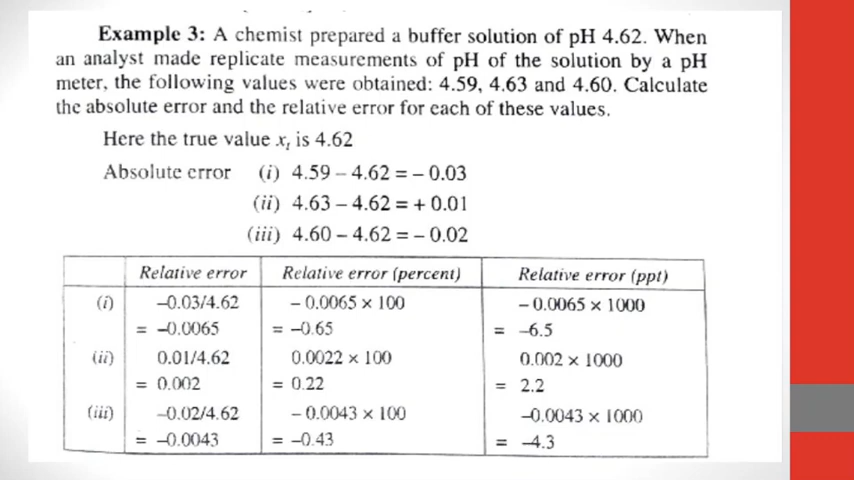 Example 3: A chemist prepared a buffer solution of pH 4.62. When
an analyst made replicate measurements of pH of the solution by a pH
meter, the following values were obtained: 4.59, 4.63 and 4.60. Calculate
the absolute error and the relative error for each of these values.
Here the true value xₜ is 4.62
Absolute error (i) 4.59 – 4.62 = – 0.03
(ii) 4.63 – 4.62 = + 0.01
(iii) 4.60 – 4.62 = – 0.02
Relative error Relative error (percent) Relative error (ppt)
(i) –0.03/4.62 – 0.0065 × 100 – 0.0065 × 1000
= –0.0065 = –0.65 = –6.5
(ii) 0.01/4.62 0.0022 × 100 0.002 × 1000
= 0.002 = 0.22 = 2.2
(iii) –0.02/4.62 – 0.0043 × 100 –0.0043 × 1000
= –0.0043 = –0.43 = –4.3